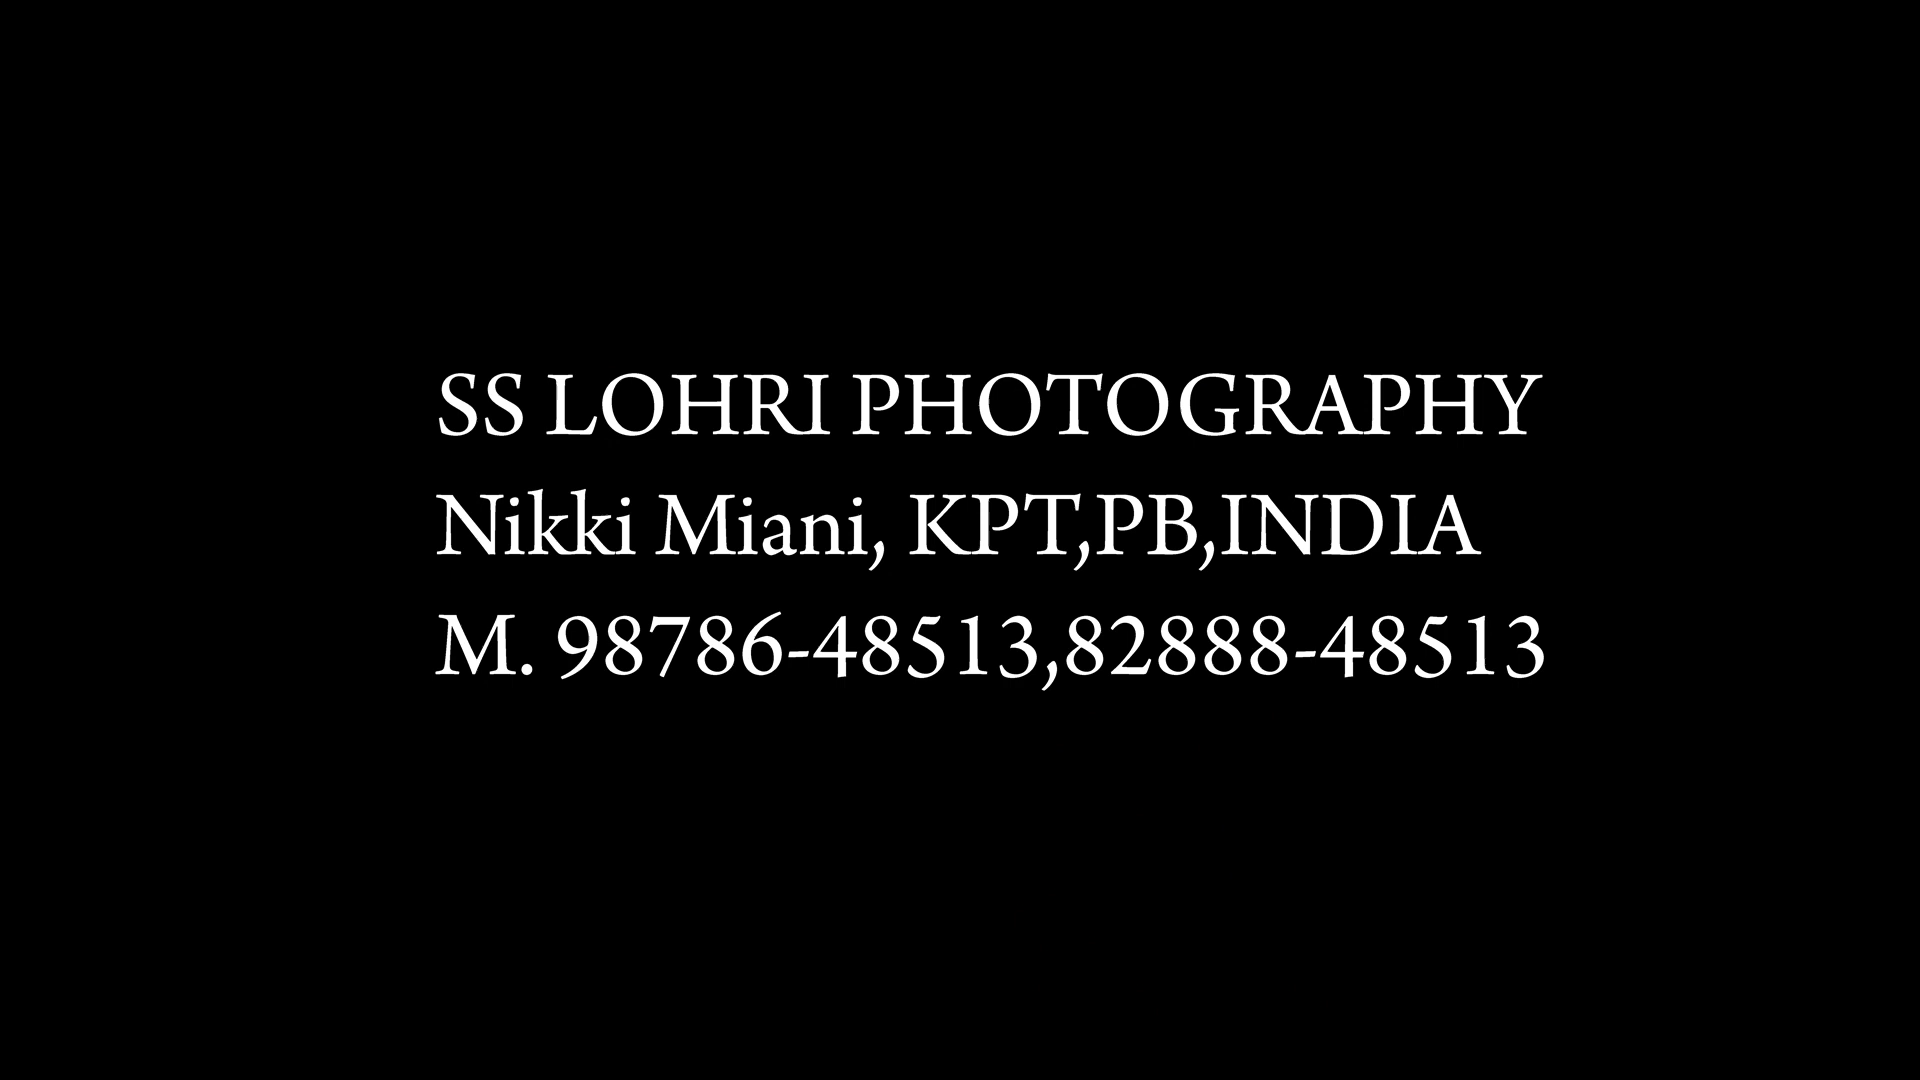 SS LOHRI PHOTOGRAPHY
Nikki Miani, KPT,PB,INDIA
M. 98786-48513,82888-48513